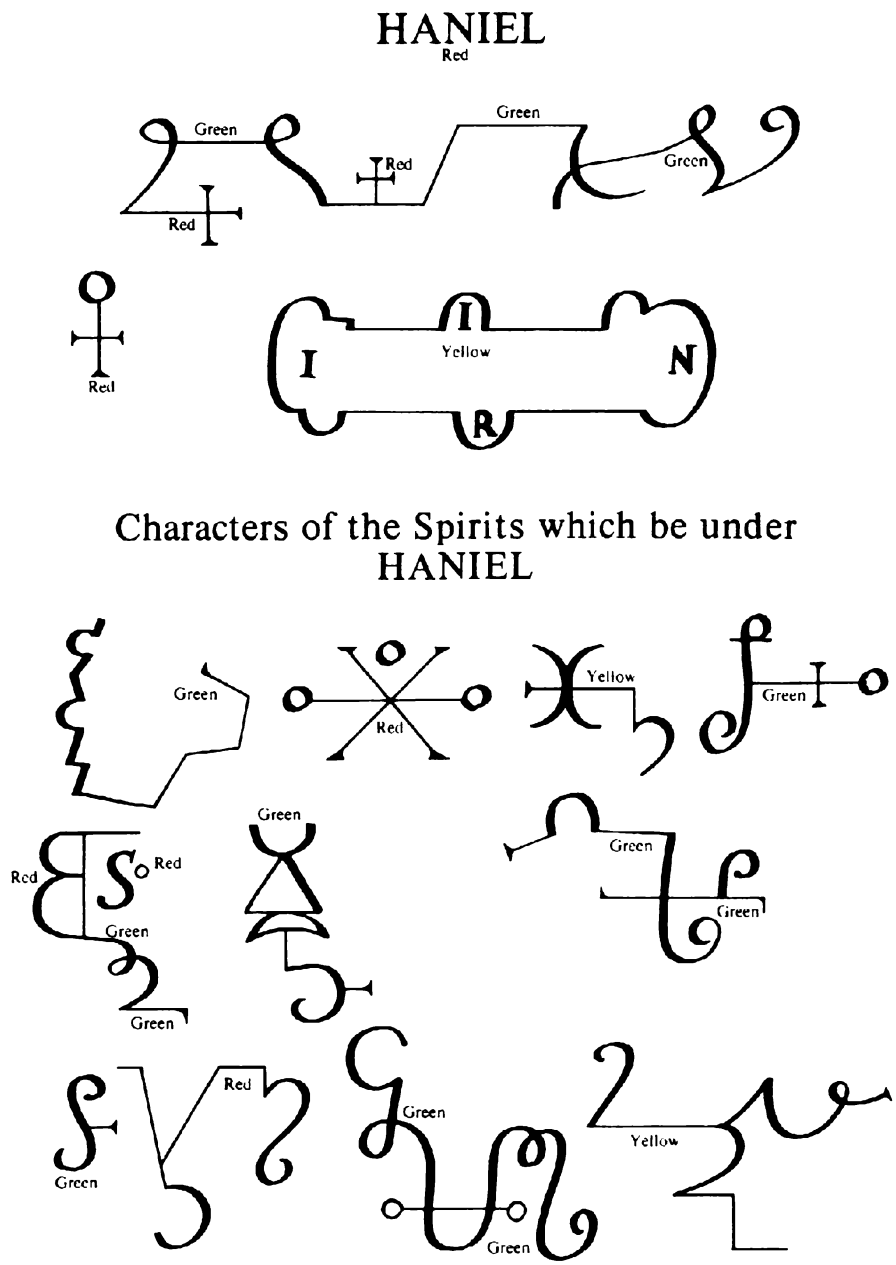 HANIEL
Red
Green
Green
Red
Green
Red
Red
I
Yellow
I
N
R
Characters of the Spirits which be under
HANIEL
Green
Red
Yellow
Green
Red
Red
Green
Green
Green
Green
Green
Green
Red
Green
Green
Yellow